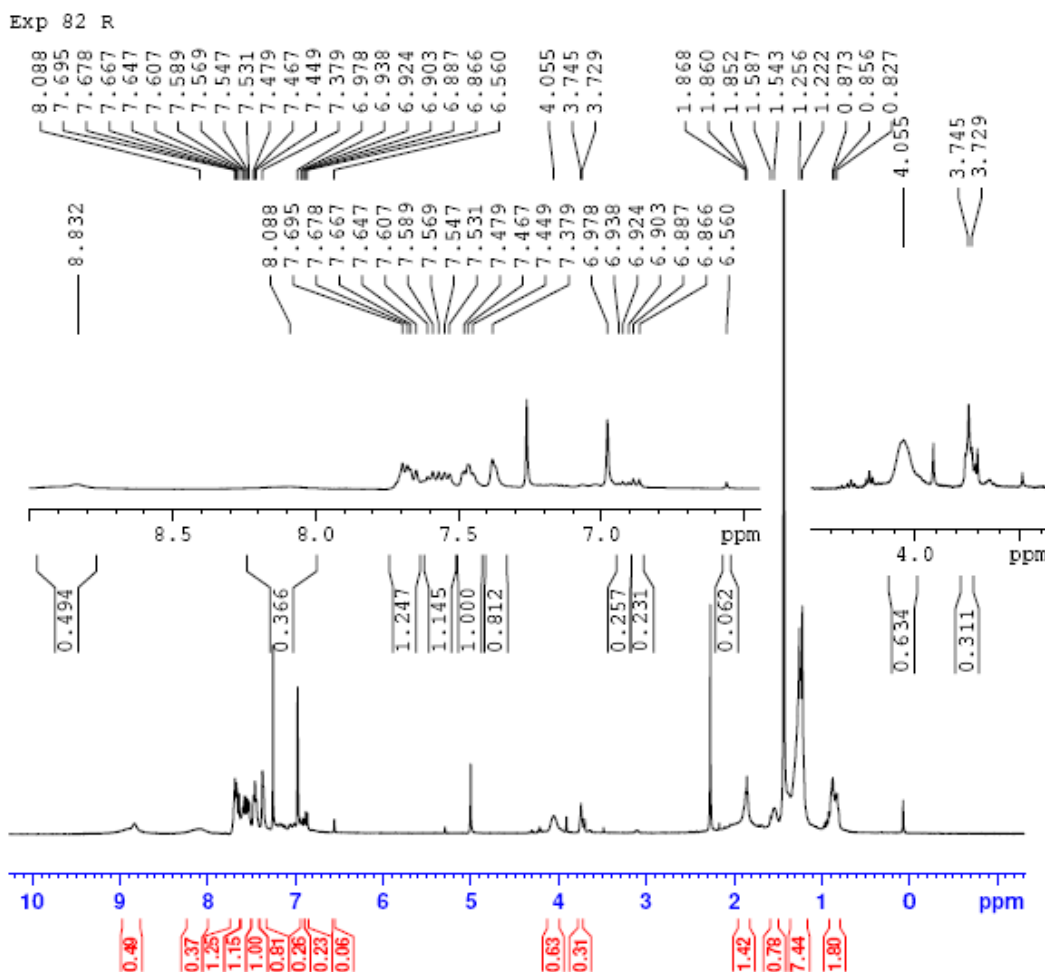 Exp 82 R
8.088 7.695 7.678 7.667 7.647 7.607 7.589 7.569 7.547 7.531 7.479 7.467 7.449 7.379 6.978 6.938 6.924 6.903 6.887 6.866 6.560 4.055 3.745 3.729 1.868 1.860 1.852 1.587 1.543 1.256 1.222 0.873 0.856 0.827 4.055 3.745 3.729
8.832 8.088 7.695 7.678 7.667 7.647 7.607 7.589 7.569 7.547 7.531 7.479 7.467 7.449 7.379 6.978 6.938 6.924 6.903 6.887 6.866 6.560
8.5 8.0 7.5 7.0 ppm 4.0 ppm
0.494 0.366 1.247 1.145 1.000 0.812 0.257 0.231 0.062 0.634 0.311
10 9 8 7 6 5 4 3 2 1 0 ppm
0.49 0.37 1.25 1.15 1.00 0.81 0.26 0.23 0.06 0.63 0.31 1.42 0.78 7.44 1.80